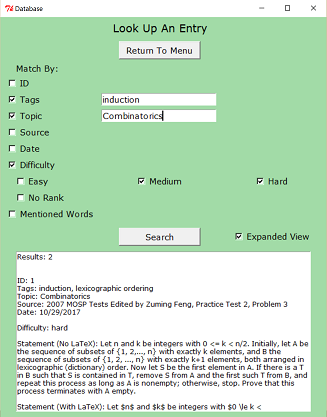 Database
Look Up An Entry
Return To Menu
Match By:
ID
Tags induction
Topic Combinatorics
Source
Date
Difficulty
Easy Medium Hard
No Rank
Mentioned Words
Search Expanded View
Results: 2
ID: 1
Tags: induction, lexicographic ordering
Topic: Combinatorics
Source: 2007 MOSP Tests Edited by Zuming Feng, Practice Test 2, Problem 3
Date: 10/29/2017
Difficulty: hard
Statement (No LaTeX): Let n and k be integers with 0 <= k < n/2. Initially, let A be
the sequence of subsets of {1, 2,..., n} with exactly k elements, and B the
sequence of subsets of {1, 2, ..., n} with exactly k+1 elements, both arranged in
lexicographic (dictionary) order. Now let S be the first element in A. If there is a T
in B such that S is contained in T, remove S from A and the first such T from B, and
repeat this process as long as A is nonempty; otherwise, stop. Prove that this
process terminates with A empty.
Statement (With LaTeX): Let $n$ and $k$ be integers with $0 \le k <